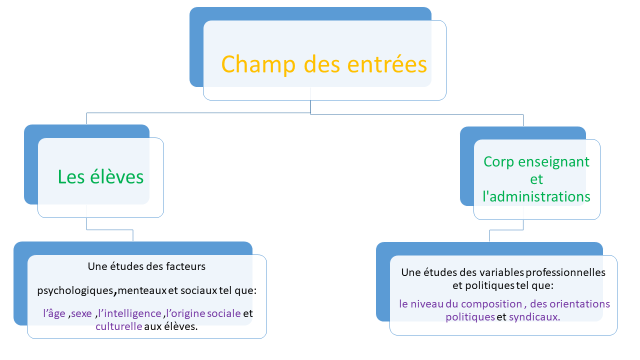 Champ des entrées
Les élèves
Corp enseignant
et
l'administrations
Une études des facteurs
psychologiques,menteaux et sociaux tel que:
l'âge ,sexe ,l'intelligence ,l'origine sociale et
culturelle aux élèves.
Une études des variables professionnelles
et politiques tel que:
le niveau du composition , des orientations
politiques et syndicaux.